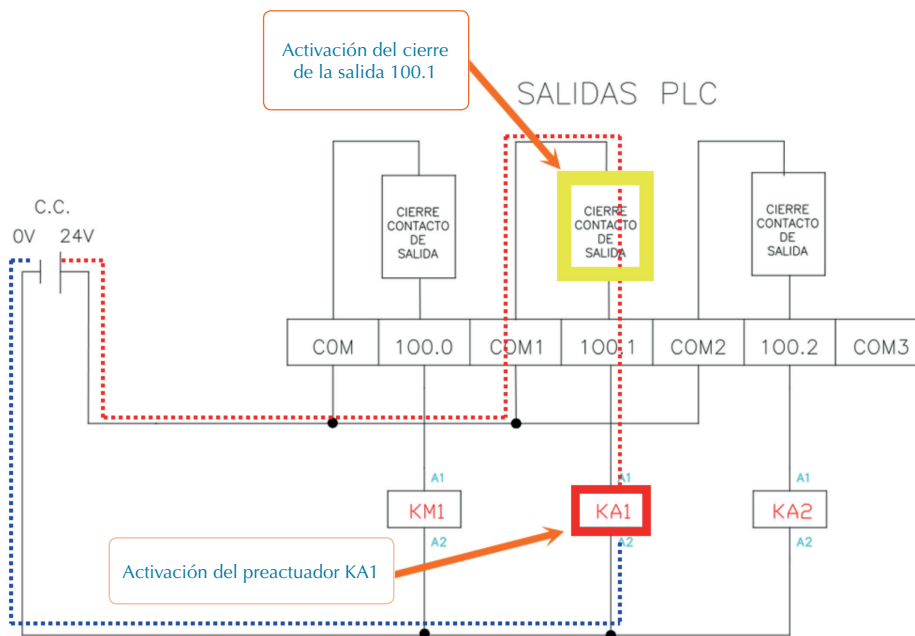 Activación del cierre
de la salida 100.1
SALIDAS PLC
C.C.
0V 24V
CIERRE
CONTACTO
DE
SALIDA
CIERRE
CONTACTO
DE
SALIDA
CIERRE
CONTACTO
DE
SALIDA
COM 100.0 COM1 100.1 COM2 100.2 COM3
A1 A1 A1
KM1 KA1 KA2
A2 A2 A2
Activación del preactuador KA1